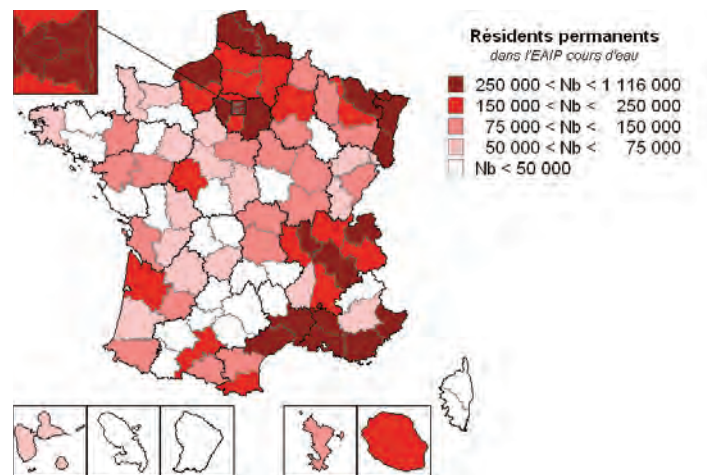 Résidents permanents
dans l'EAIP cours d'eau
250 000 < Nb < 1 116 000
150 000 < Nb < 250 000
75 000 < Nb < 150 000
50 000 < Nb < 75 000
Nb < 50 000